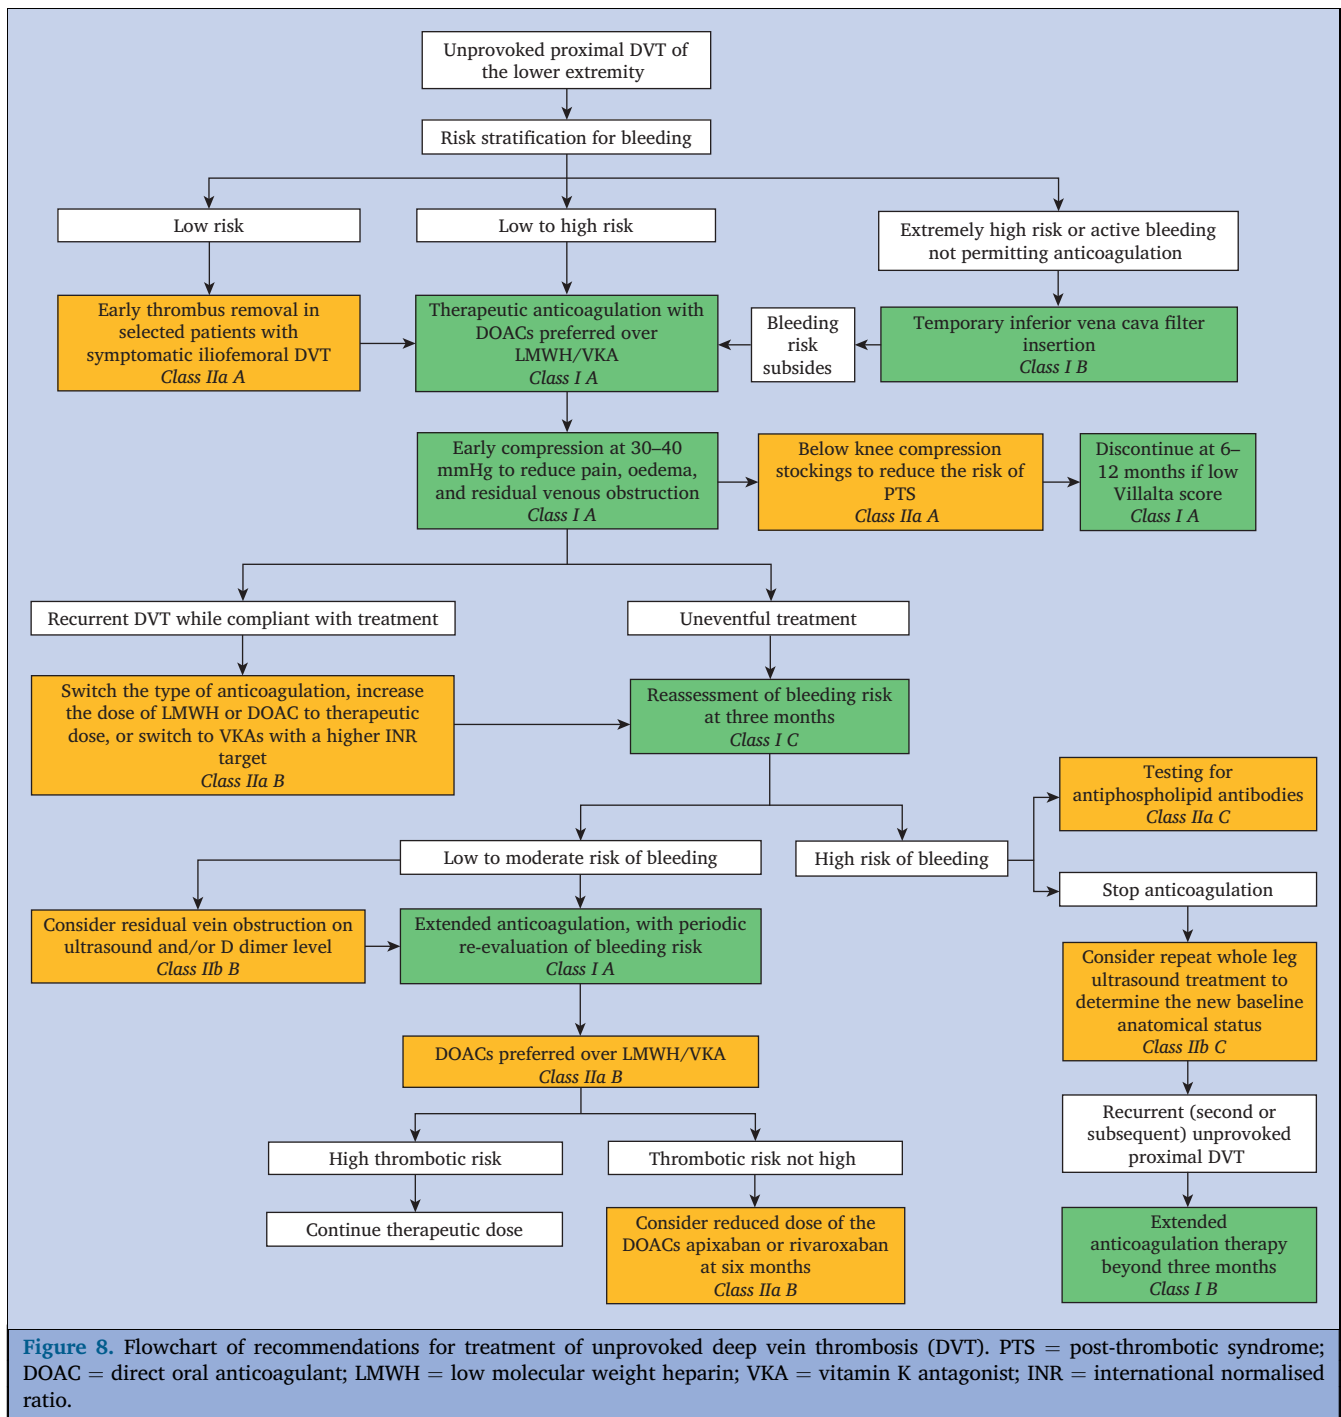 Unprovoked proximal DVT of
the lower extremity
Risk stratification for bleeding
Low risk
Low to high risk
Extremely high risk or active bleeding
not permitting anticoagulation
Early thrombus removal in
selected patients with
symptomatic iliofemoral DVT
Class IIa A
Therapeutic anticoagulation with
DOACs preferred over
LMWH/VKA
Class I A
Bleeding
risk
subsides
Temporary inferior vena cava filter
insertion
Class I B
Early compression at 30–40
mmHg to reduce pain, oedema,
and residual venous obstruction
Class I A
Below knee compression
stockings to reduce the risk of
PTS
Class IIa A
Discontinue at 6–
12 months if low
Villalta score
Class I A
Recurrent DVT while compliant with treatment
Uneventful treatment
Switch the type of anticoagulation, increase
the dose of LMWH or DOAC to therapeutic
dose, or switch to VKAs with a higher INR
target
Class IIa B
Reassessment of bleeding risk
at three months
Class I C
Testing for
antiphospholipid antibodies
Class IIa C
Low to moderate risk of bleeding
High risk of bleeding
Stop anticoagulation
Consider residual vein obstruction on
ultrasound and/or D dimer level
Class IIb B
Extended anticoagulation, with periodic
re-evaluation of bleeding risk
Class I A
Consider repeat whole leg
ultrasound treatment to
determine the new baseline
anatomical status
Class IIb C
DOACs preferred over LMWH/VKA
Class IIa B
Recurrent (second or
subsequent) unprovoked
proximal DVT
High thrombotic risk
Thrombotic risk not high
Continue therapeutic dose
Consider reduced dose of the
DOACs apixaban or rivaroxaban
at six months
Class IIa B
Extended
anticoagulation therapy
beyond three months
Class I B
Figure 8. Flowchart of recommendations for treatment of unprovoked deep vein thrombosis (DVT). PTS = post-thrombotic syndrome;
DOAC = direct oral anticoagulant; LMWH = low molecular weight heparin; VKA = vitamin K antagonist; INR = international normalised
ratio.